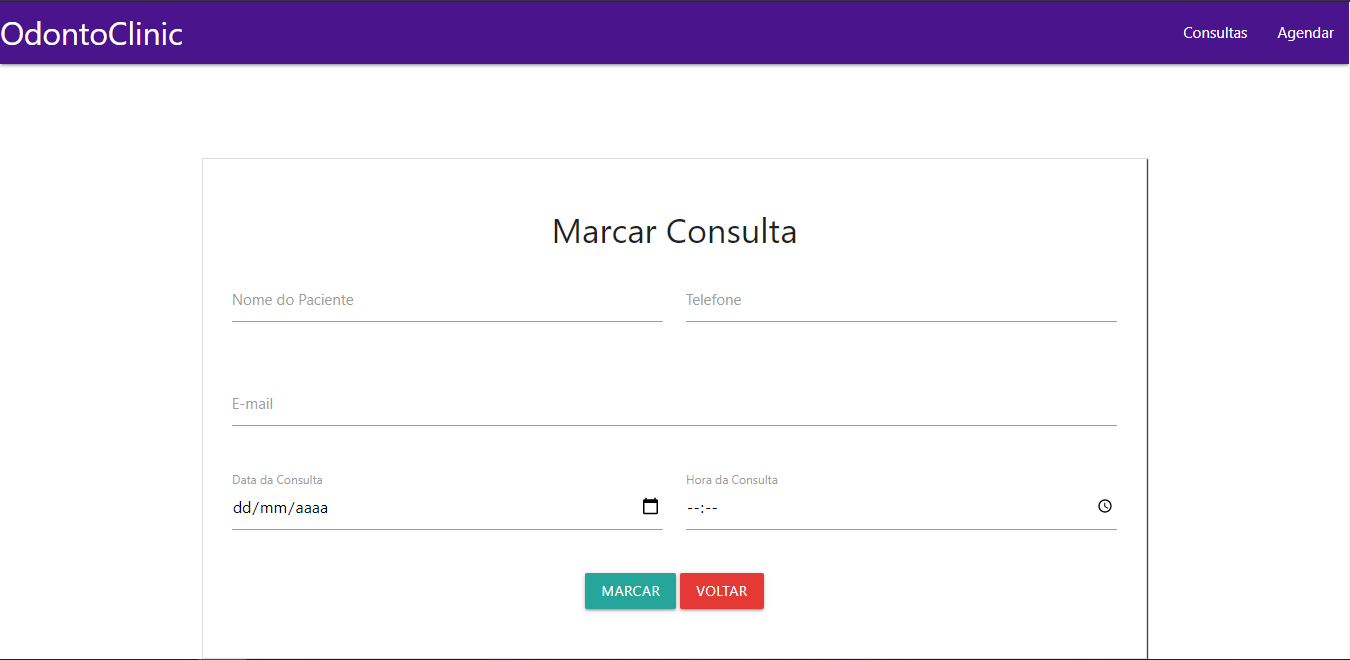 OdontoClinic
Consultas Agendar
Marcar Consulta
Nome do Paciente Telefone
E-mail
Data da Consulta Hora da Consulta
dd/mm/aaaa --:--
MARCAR VOLTAR